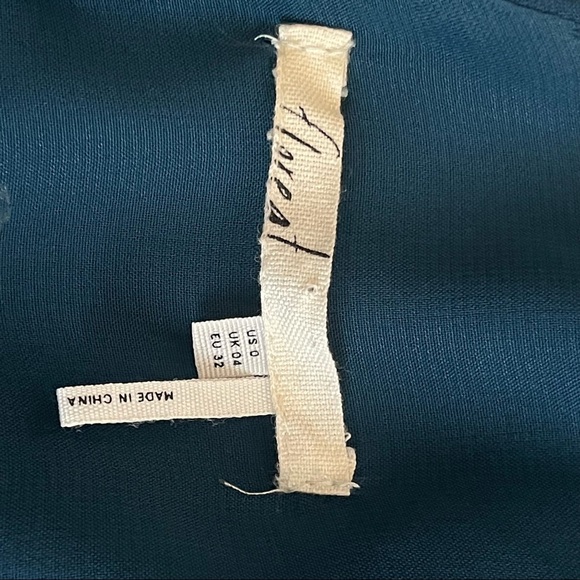 floreat
US 0
UK 04
EU 32
MADE IN CHINA